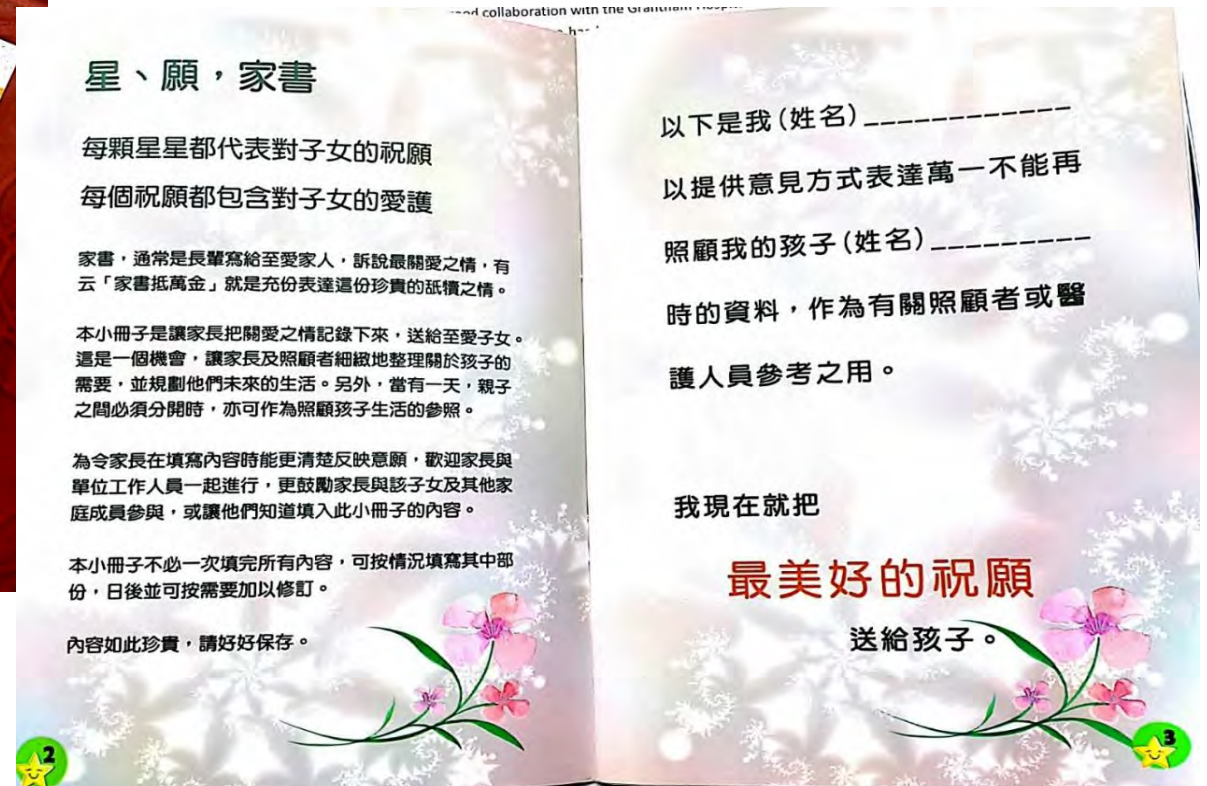 collaboration with the Grantham
星、願，家書
每顆星星都代表對子女的祝願
每個祝願都包含對子女的愛護
家書，通常是長輩寫給至愛家人，訴說最關愛之情，有
云「家書抵萬金」就是充份表達這份珍貴的舐犢之情。
本小冊子是讓家長把關愛之情記錄下來，送給至愛子女。
這是一個機會，讓家長及照顧者細緻地整理關於孩子的
需要，並規劃他們未來的生活。另外，當有一天，親子
之間必須分開時，亦可作為照顧孩子生活的參照。
為令家長在填寫內容時能更清楚反映意願，歡迎家長與
單位工作人員一起進行，更鼓勵家長與該子女及其他家
庭成員參與，或讓他們知道填入此小冊子的內容。
本小冊子不必一次填完所有內容，可按情況填寫其中部
份，日後並可按需要加以修訂。
內容如此珍貴，請好好保存。
2
以下是我(姓名)____________
以提供意見方式表達萬一不能再
照顧我的孩子(姓名)_________
時的資料，作為有關照顧者或醫
護人員參考之用。
我現在就把
最美好的祝願
送給孩子。
3